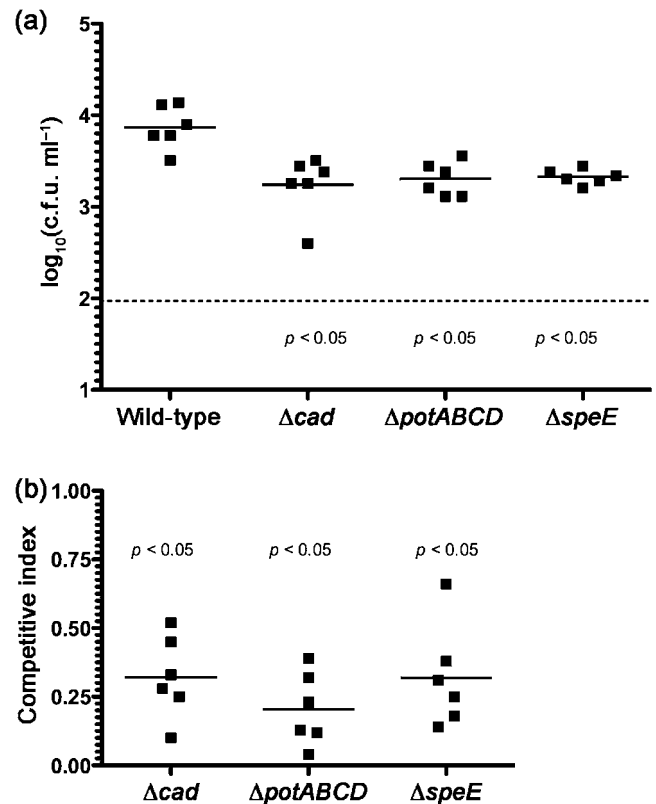 (a)
5
4
3
2
1
log10(c.f.u. ml⁻¹)
p < 0.05
p < 0.05
p < 0.05
Wild-type
Δcad
ΔpotABCD
ΔspeE
(b)
1.00
0.75
0.50
0.25
0.00
Competitive index
p < 0.05
p < 0.05
p < 0.05
Δcad
ΔpotABCD
ΔspeE